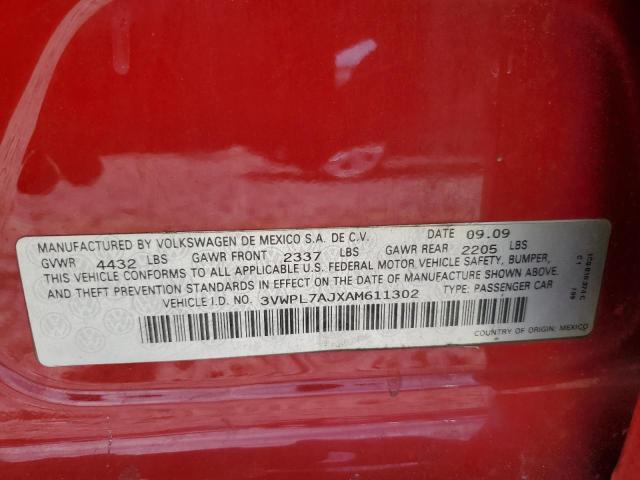 MANUFACTURED BY VOLKSWAGEN DE MEXICO S.A. DE C.V. DATE 09.09
GVWR 4432 LBS GAWR FRONT 2337 LBS GAWR REAR 2205 LBS
THIS VEHICLE CONFORMS TO ALL APPLICABLE U.S. FEDERAL MOTOR VEHICLE SAFETY, BUMPER,
AND THEFT PREVENTION STANDARDS IN EFFECT ON THE DATE OF MANUFACTURE SHOWN ABOVE.
VEHICLE I.D. NO. 3VWPL7AJXAM611302 TYPE: PASSENGER CAR
COUNTRY OF ORIGIN: MEXICO